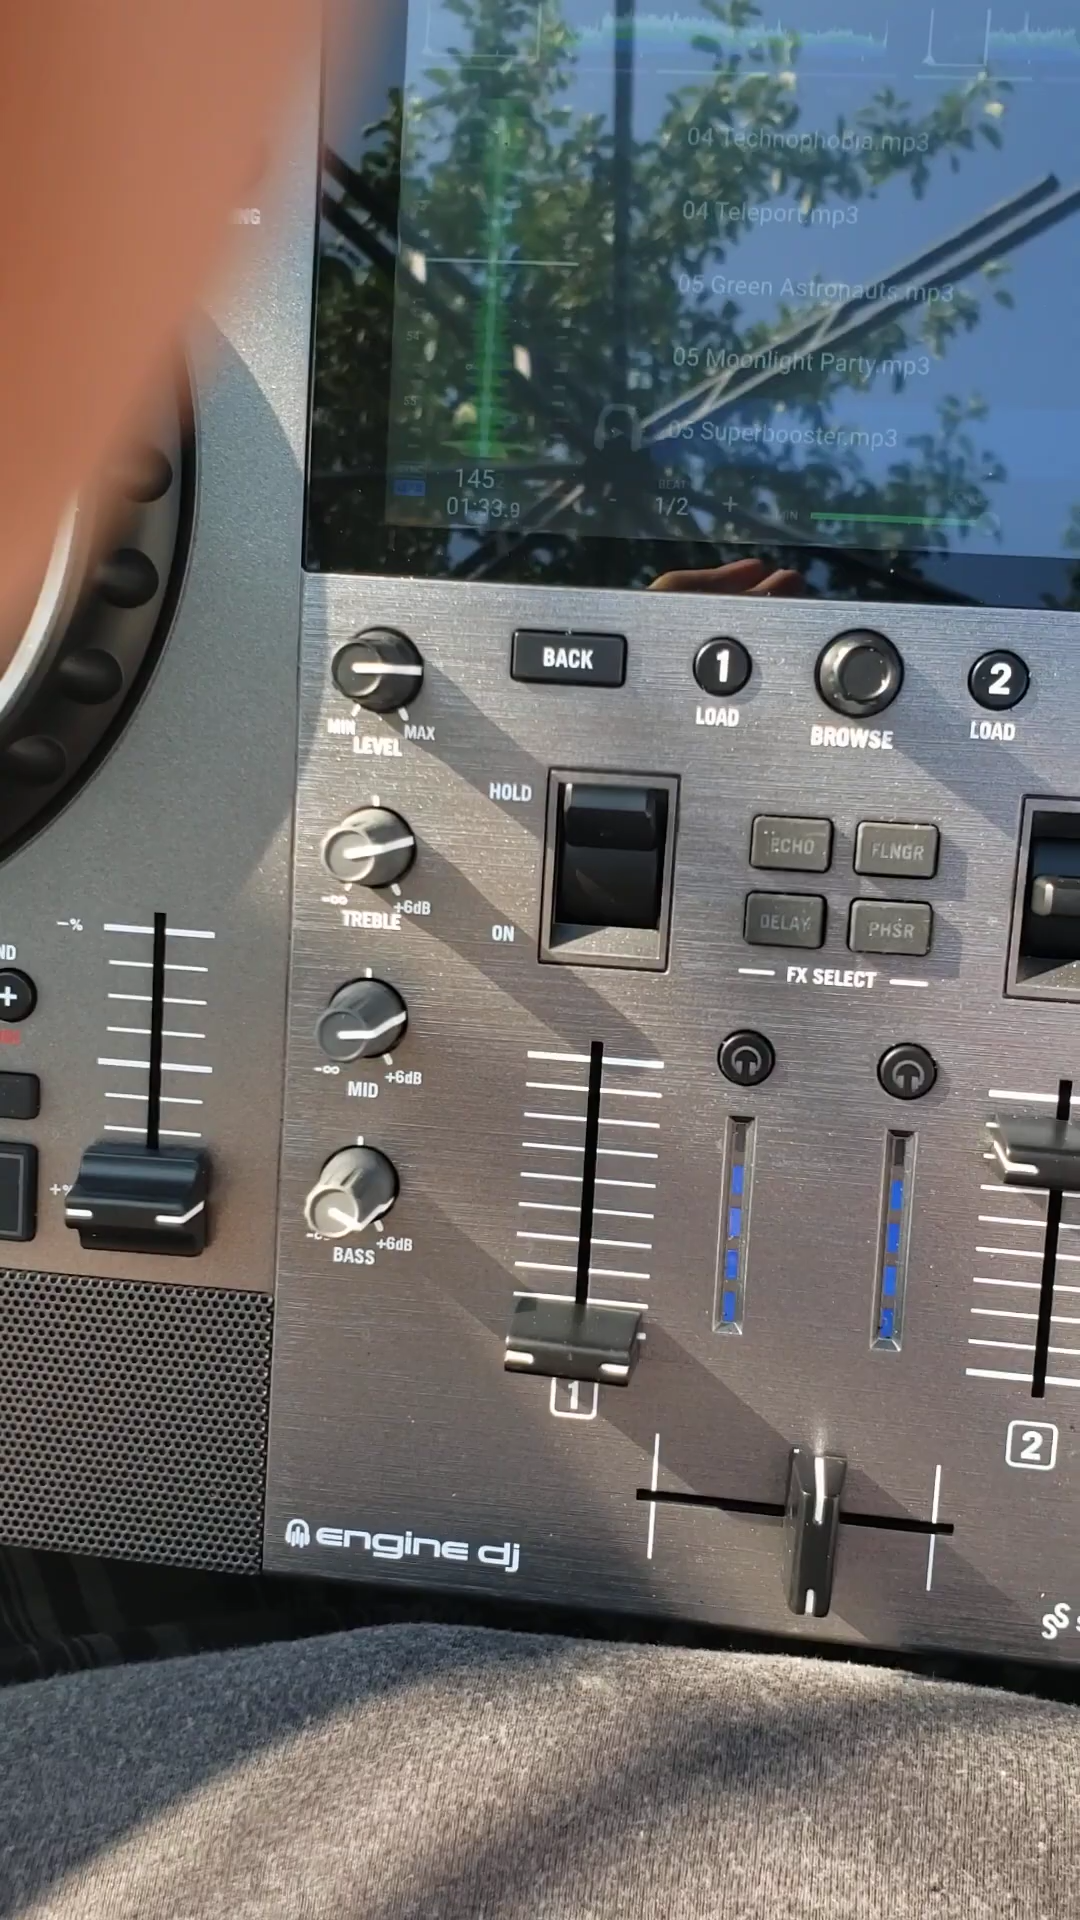 04 Technophobia.mp3
04 Teleport.mp3
05 Green Astronauts.mp3
05 Moonlight Party.mp3
05 Superbooster.mp3
145
01:33.9
BEAT
- 1/2 +
MIN
BACK
1
LOAD
BROWSE
2
LOAD
MIN
MAX
LEVEL
HOLD
ON
ECHO
FLNGR
DELAY
PHSR
FX SELECT
-∞
+6dB
TREBLE
-∞
+6dB
MID
+6dB
BASS
-%
+
1
2
engine dj